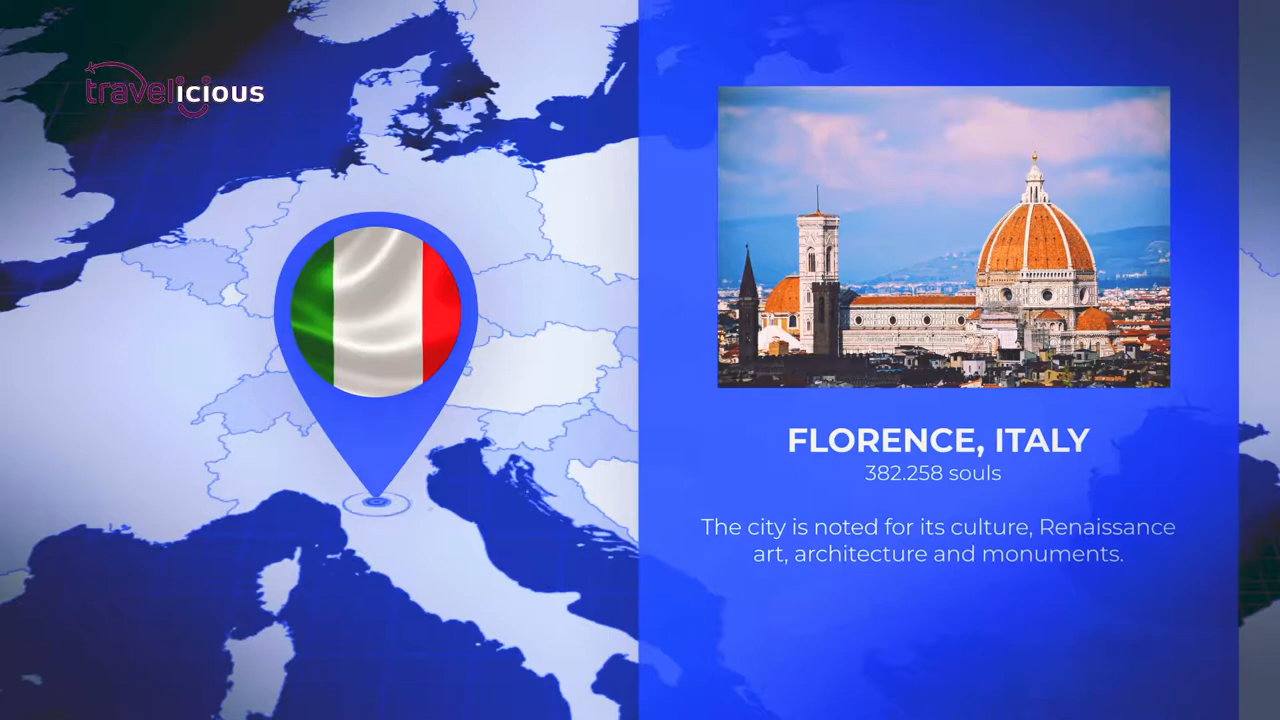 travelicious
FLORENCE, ITALY
382.258 souls
The city is noted for its culture, Renaissance
art, architecture and monuments.